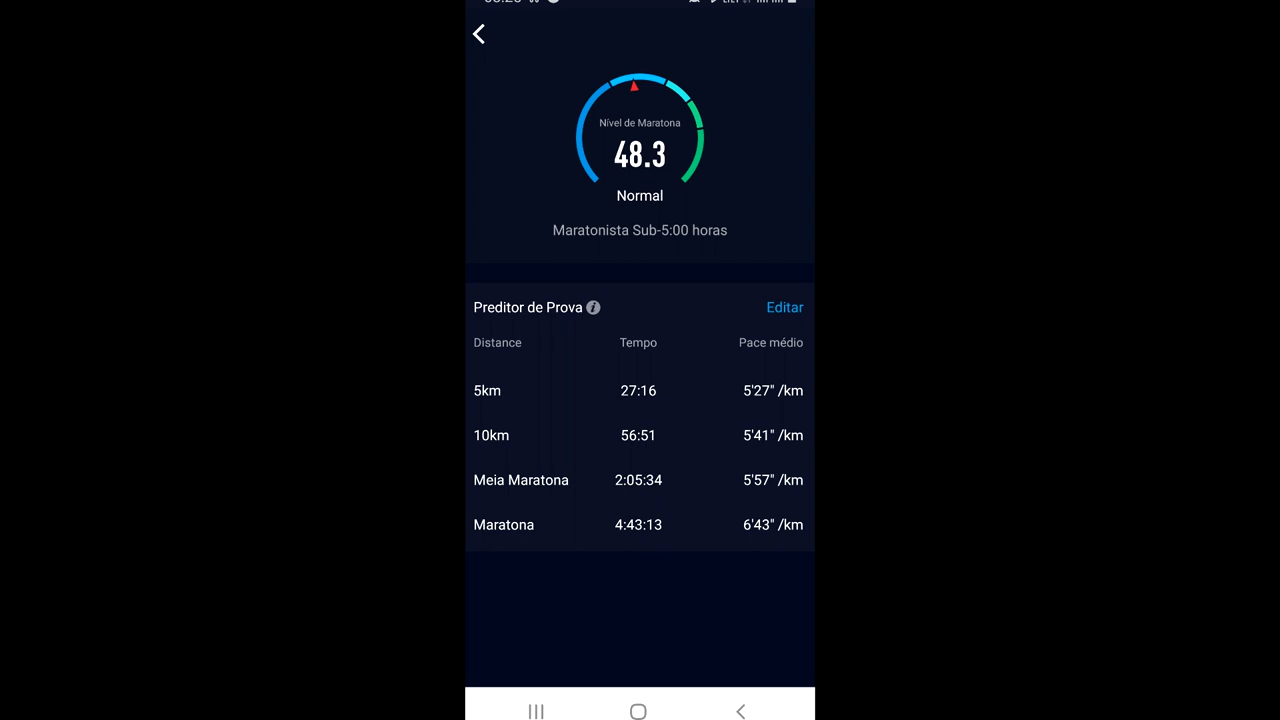 Nível de Maratona
48.3
Normal
Maratonista Sub-5:00 horas
Preditor de Prova Editar
Distance Tempo Pace médio
5km 27:16 5'27" /km
10km 56:51 5'41" /km
Meia Maratona 2:05:34 5'57" /km
Maratona 4:43:13 6'43" /km